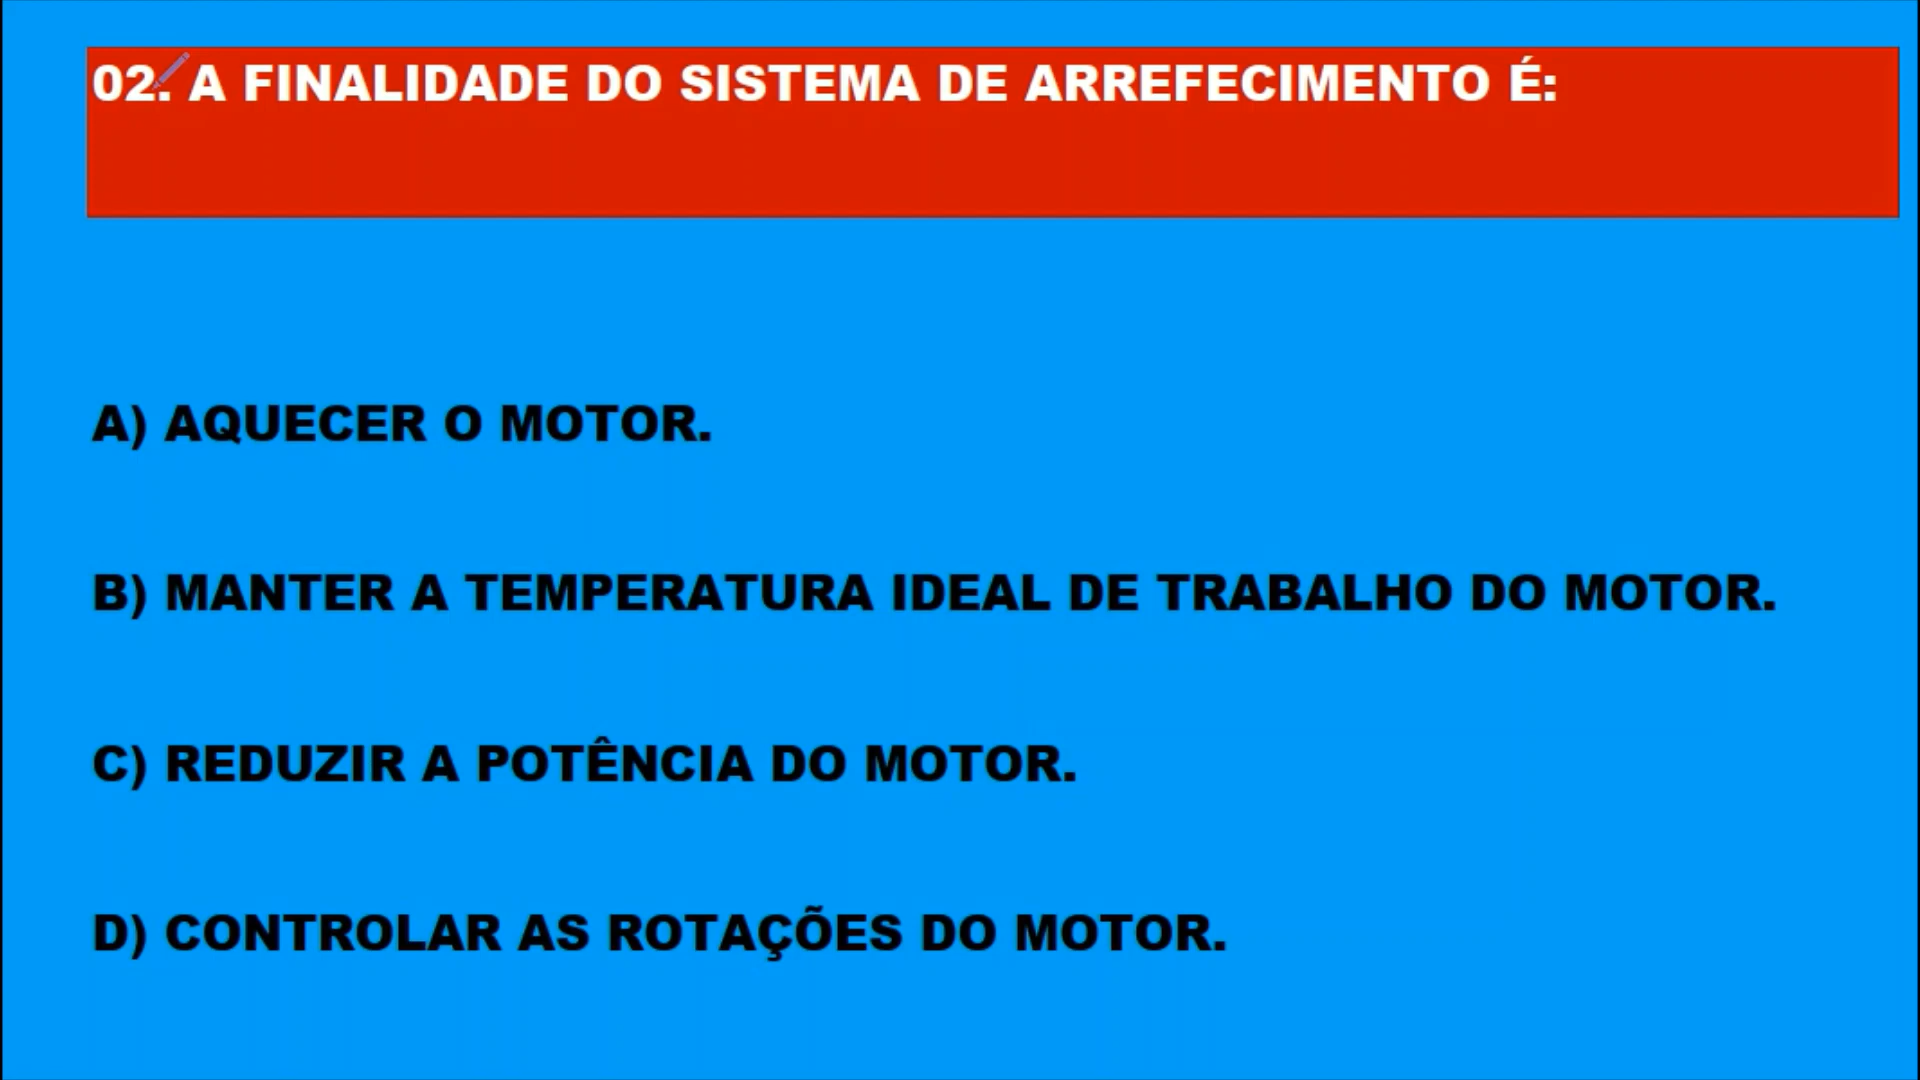 02. A FINALIDADE DO SISTEMA DE ARREFECIMENTO É:
A) AQUECER O MOTOR.
B) MANTER A TEMPERATURA IDEAL DE TRABALHO DO MOTOR.
C) REDUZIR A POTÊNCIA DO MOTOR.
D) CONTROLAR AS ROTAÇÕES DO MOTOR.